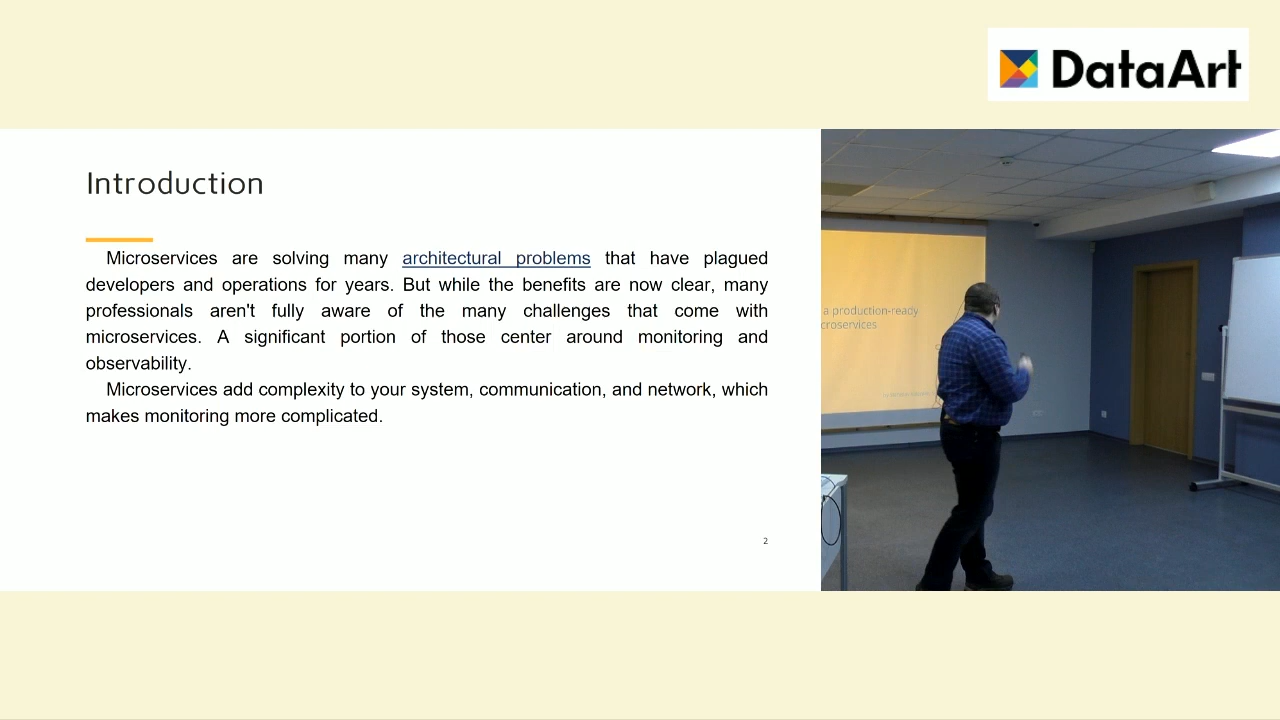 DataArt
Introduction
Microservices are solving many architectural problems that have plagued
developers and operations for years. But while the benefits are now clear, many
professionals aren't fully aware of the many challenges that come with
microservices. A significant portion of those center around monitoring and
observability.
Microservices add complexity to your system, communication, and network, which
makes monitoring more complicated.
2
a production-ready
croservices